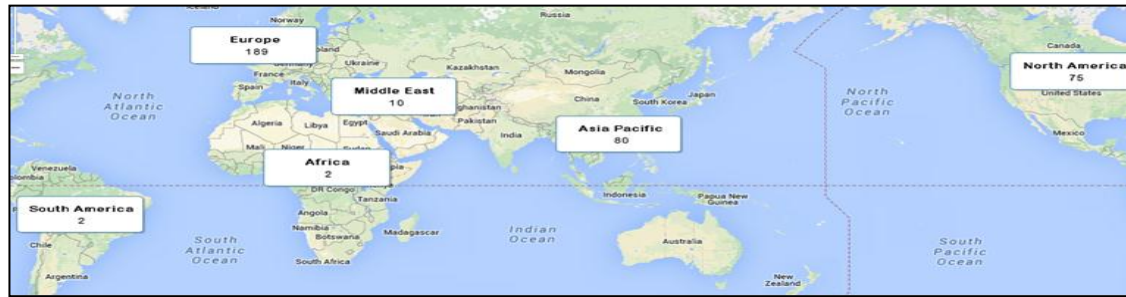 Norway
Russia
Europe
189
Canada
Ukraine
Kazakhstan
North America
75
France
Mongolia
Italy
Spain
Middle East
10
United States
North
Atlantic
Ocean
North
Pacific
Ocean
China
Japan
South Korea
Algeria
Libya
Egypt
Pakistan
Saudi Arabia
India
Asia Pacific
80
Mexico
Mali
Niger
Africa
2
Venezuela
DR Congo
Indonesia
Papua New
Guinea
Tanzania
South America
2
Angola
Namibia
Madagascar
Botswana
Indian
Ocean
Australia
South
Atlantic
Ocean
South
Pacific
Ocean
Chile
South Africa
Argentina
New
Zealand